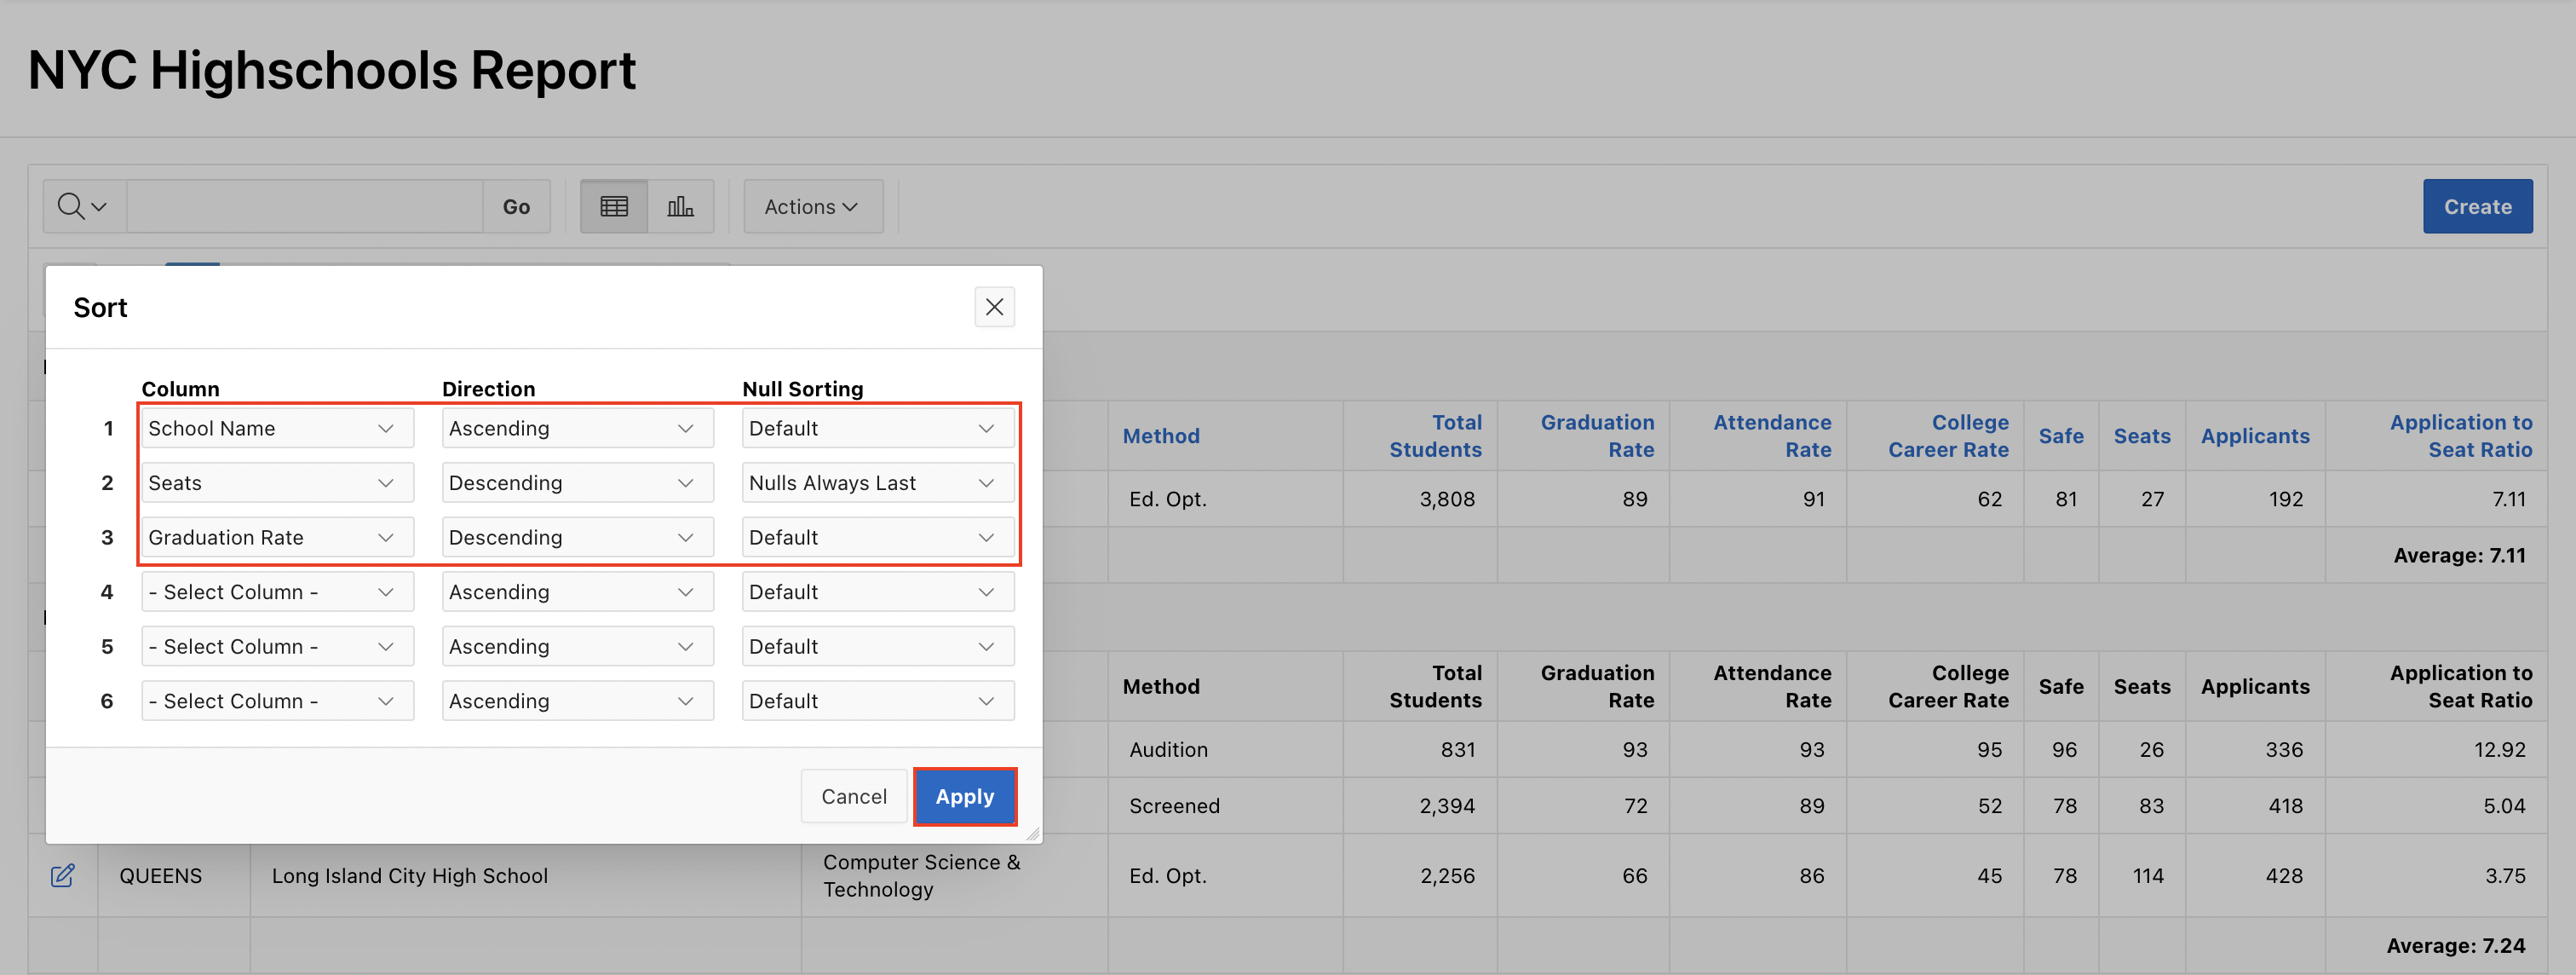 NYC Highschools Report
Go
Actions
Create
Sort
Column Direction Null Sorting
1 School Name Ascending Default
2 Seats Descending Nulls Always Last
3 Graduation Rate Descending Default
4 - Select Column - Ascending Default
5 - Select Column - Ascending Default
6 - Select Column - Ascending Default
Cancel Apply
Method Total Students Graduation Rate Attendance Rate College Career Rate Safe Seats Applicants Application to Seat Ratio
Ed. Opt. 3,808 89 91 62 81 27 192 7.11
Average: 7.11
Method Total Students Graduation Rate Attendance Rate College Career Rate Safe Seats Applicants Application to Seat Ratio
Audition 831 93 93 95 96 26 336 12.92
Screened 2,394 72 89 52 78 83 418 5.04
QUEENS Long Island City High School Computer Science & Technology Ed. Opt. 2,256 66 86 45 78 114 428 3.75
Average: 7.24